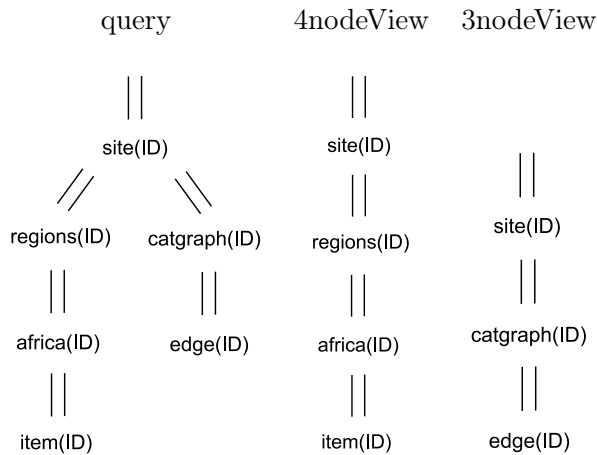 query 4nodeView 3nodeView
site(ID) site(ID)
site(ID)
regions(ID) catgraph(ID) regions(ID)
africa(ID) edge(ID) africa(ID) catgraph(ID)
item(ID) item(ID) edge(ID)